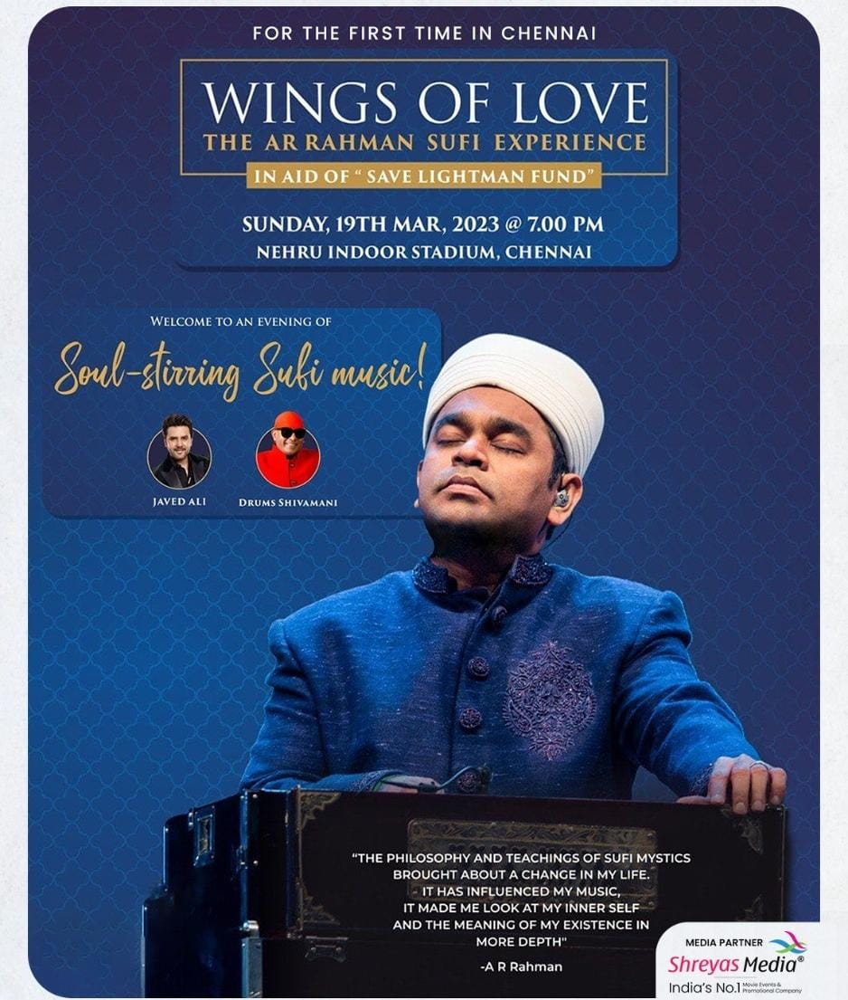 FOR THE FIRST TIME IN CHENNAI
WINGS OF LOVE
THE AR RAHMAN SUFI EXPERIENCE
IN AID OF “ SAVE LIGHTMAN FUND”
SUNDAY, 19TH MAR, 2023 @ 7.00 PM
NEHRU INDOOR STADIUM, CHENNAI
WELCOME TO AN EVENING OF
Soul-stirring Sufi music!
JAVED ALI
DRUMS SHIVAMANI
“THE PHILOSOPHY AND TEACHINGS OF SUFI MYSTICS
BROUGHT ABOUT A CHANGE IN MY LIFE.
IT HAS INFLUENCED MY MUSIC,
IT MADE ME LOOK AT MY INNER SELF
AND THE MEANING OF MY EXISTENCE IN
MORE DEPTH"
-A R Rahman
MEDIA PARTNER
Shreyas Media®
India's No.1 Movie Events &
Promotional Company